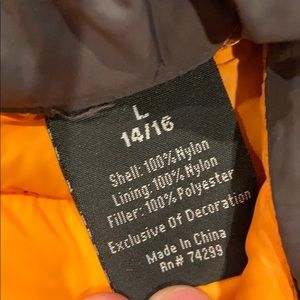 L
14/16
Shell: 100% Nylon
Lining: 100% Nylon
Filler: 100% Polyester
Exclusive Of Decoration
Made In China
Rn# 74299